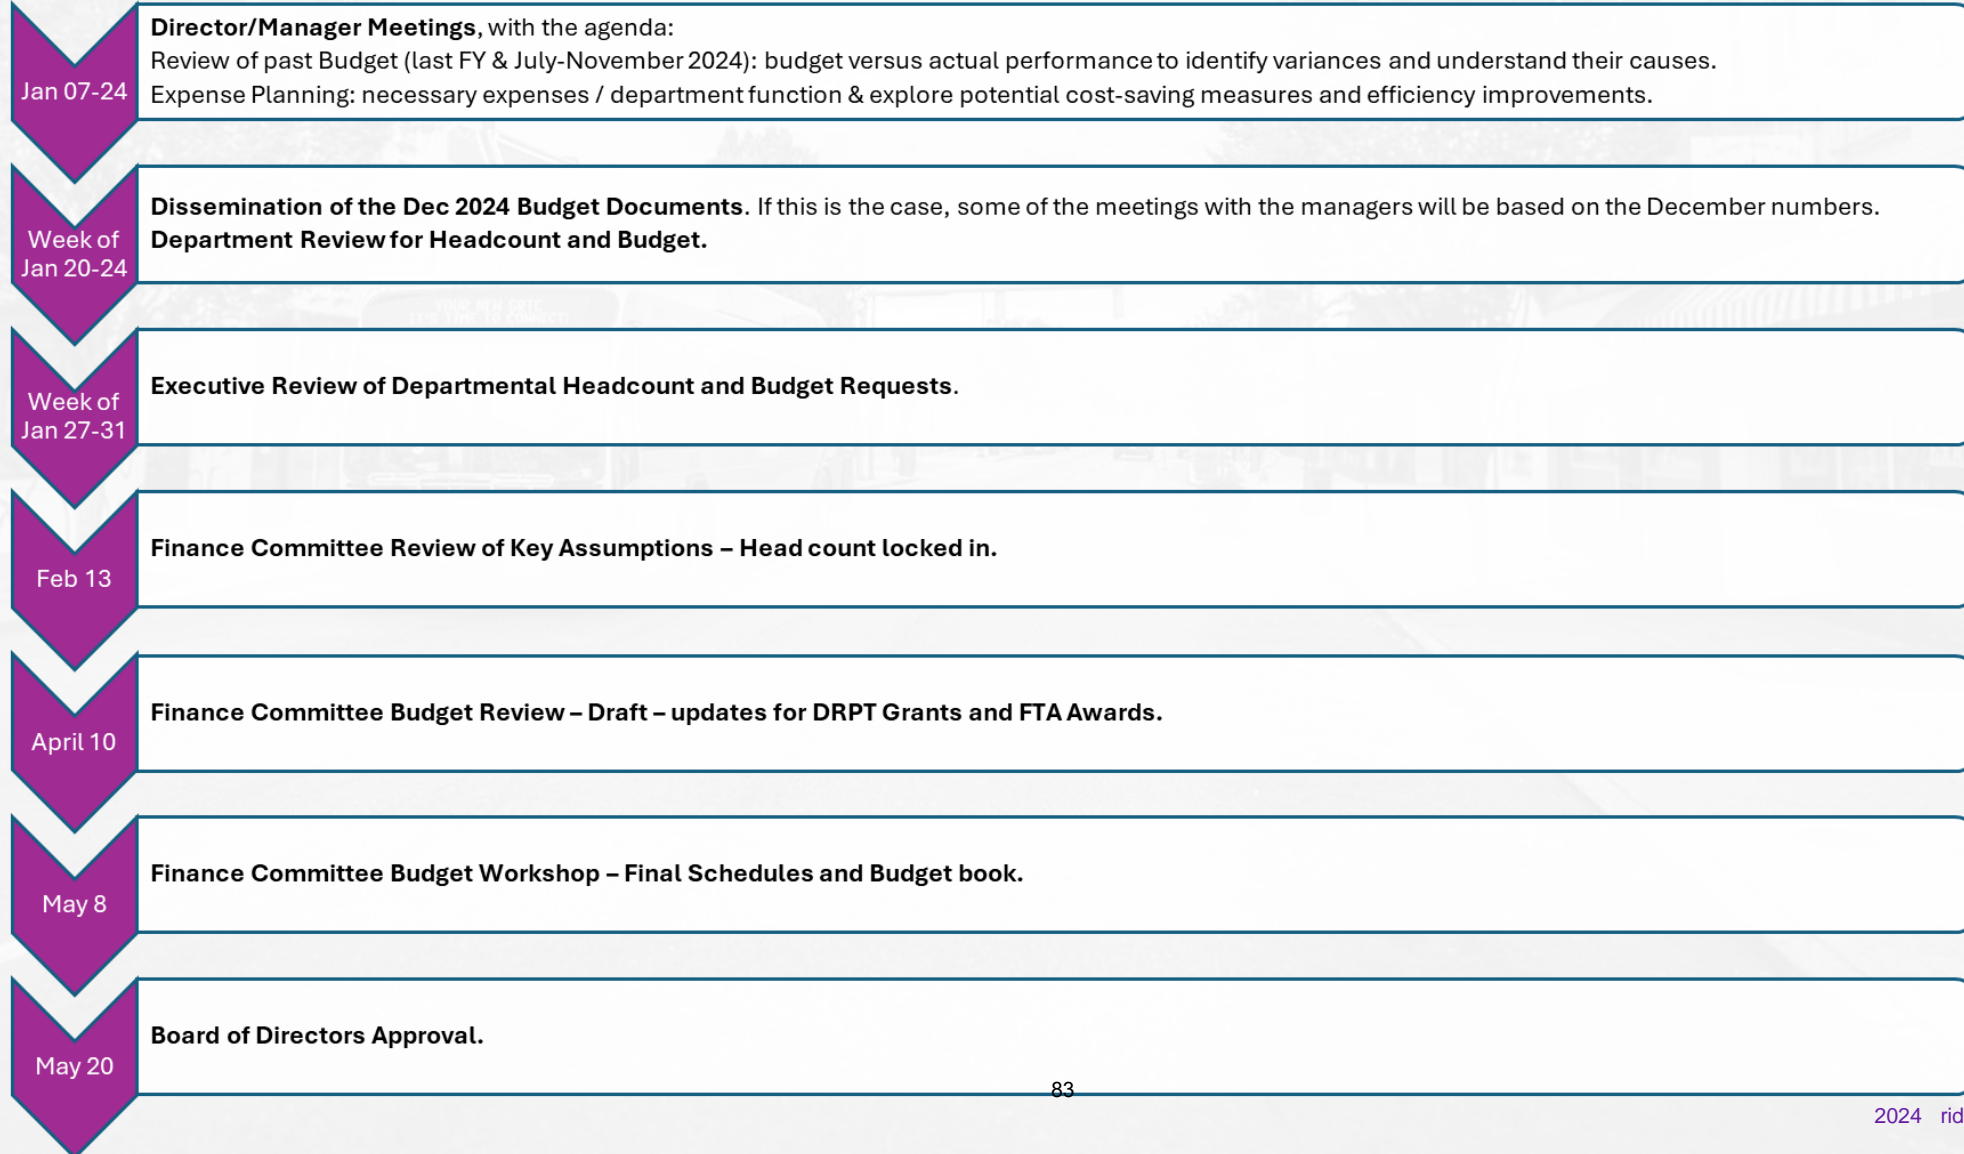 Director/Manager Meetings, with the agenda:
Review of past Budget (last FY & July-November 2024): budget versus actual performance to identify variances and understand their causes.
Jan 07-24
Expense Planning: necessary expenses / department function & explore potential cost-saving measures and efficiency improvements.
Dissemination of the Dec 2024 Budget Documents. If this is the case, some of the meetings with the managers will be based on the December numbers.
Week of
Jan 20-24
Department Review for Headcount and Budget.
YOUR NEW GRTC
Executive Review of Departmental Headcount and Budget Requests.
Week of
Jan 27-31
Finance Committee Review of Key Assumptions – Head count locked in.
Feb 13
Finance Committee Budget Review – Draft – updates for DRPT Grants and FTA Awards.
April 10
Finance Committee Budget Workshop – Final Schedules and Budget book.
May 8
Board of Directors Approval.
May 20
83
2024 rid